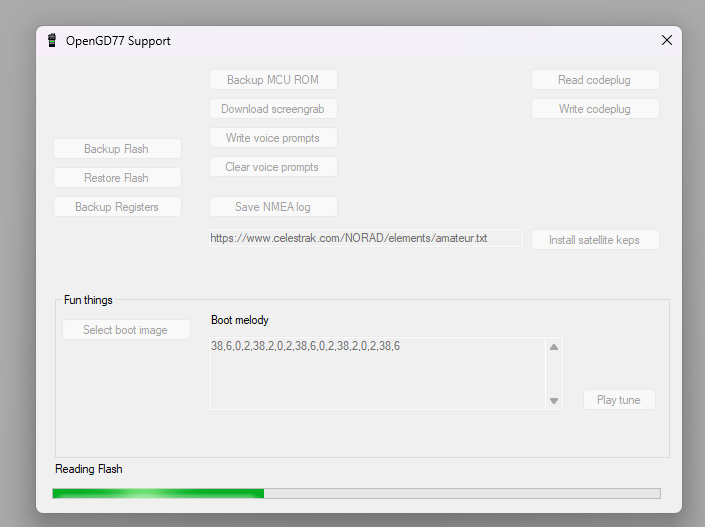 OpenGD77 Support
Backup MCU ROM
Read codeplug
Download screengrab
Write codeplug
Write voice prompts
Backup Flash
Clear voice prompts
Restore Flash
Backup Registers
Save NMEA log
https://www.celestrak.com/NORAD/elements/amateur.txt
Install satellite keps
Fun things
Boot melody
Select boot image
38,6,0,2,38,2,0,2,38,6,0,2,38,2,0,2,38,6
Play tune
Reading Flash